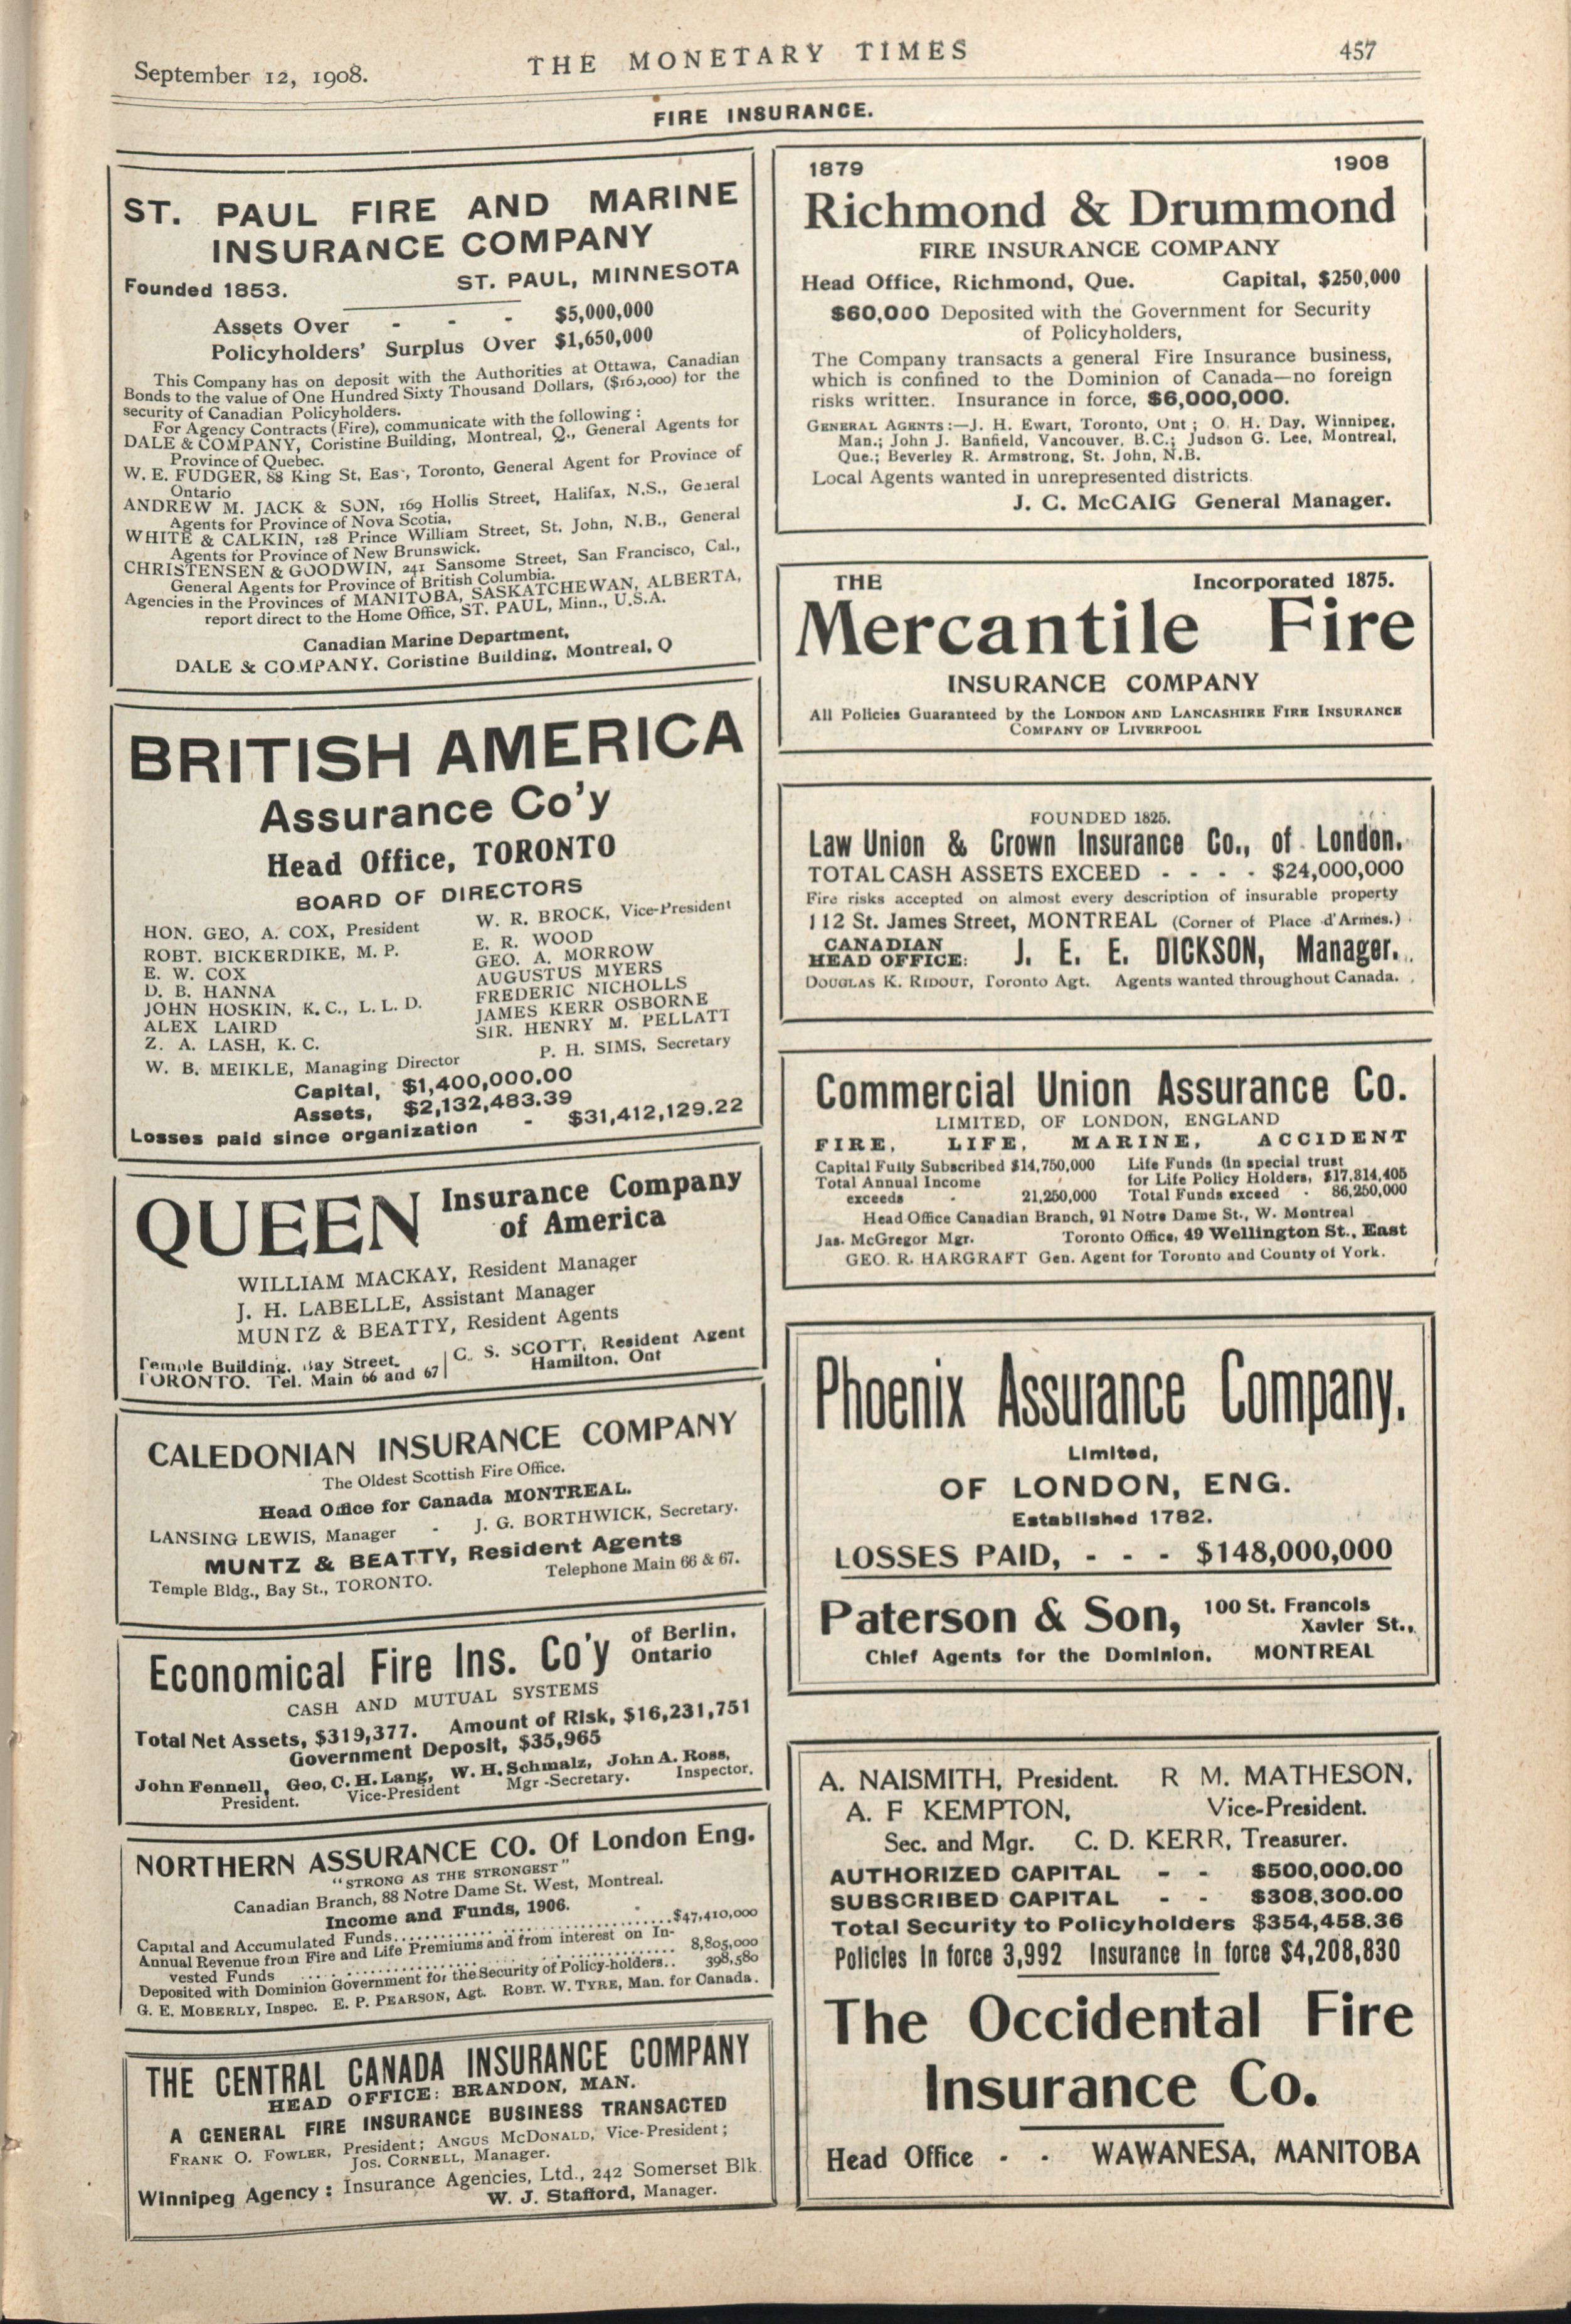 September 12, 1908.
THE MONETARY TIMES
457
FIRE INSURANCE.
ST. PAUL FIRE AND MARINE
INSURANCE COMPANY
Founded 1853. ST. PAUL, MINNESOTA
Assets Over - - - $5,000,000
Policyholders' Surplus Over $1,650,000
This Company has on deposit with the Authorities at Ottawa, Canadian
Bonds to the value of One Hundred Sixty Thousand Dollars, ($160,000) for the
security of Canadian Policyholders.
For Agency Contracts (Fire), communicate with the following :
DALE & COMPANY, Coristine Building, Montreal, Q., General Agents for
Province of Quebec.
W. E. FUDGER, 88 King St, East, Toronto, General Agent for Province of
Ontario
ANDREW M. JACK & SON, 169 Hollis Street, Halifax, N.S., General
Agents for Province of Nova Scotia,
WHITE & CALKIN, 128 Prince William Street, St. John, N.B., General
Agents for Province of New Brunswick.
CHRISTENSEN & GOODWIN, 241 Sansome Street, San Francisco, Cal.,
General Agents for Province of British Columbia.
Agencies in the Provinces of MANITOBA, SASKATCHEWAN, ALBERTA,
report direct to the Home Office, ST. PAUL, Minn., U.S.A.
Canadian Marine Department,
DALE & COMPANY. Coristine Building, Montreal, Q
BRITISH AMERICA
Assurance Co'y
Head Office, TORONTO
BOARD OF DIRECTORS
HON. GEO, A. COX, President W. R. BROCK, Vice-President
ROBT. BICKERDIKE, M. P. E. R. WOOD
E. W. COX GEO. A. MORROW
D. B. HANNA AUGUSTUS MYERS
JOHN HOSKIN, K. C., L. L. D. FREDERIC NICHOLLS
ALEX LAIRD JAMES KERR OSBORNE
Z. A. LASH, K. C. SIR. HENRY M. PELLATT
W. B. MEIKLE, Managing Director P. H. SIMS, Secretary
Capital, $1,400,000.00
Assets, $2,132,483.39
Losses paid since organization - $31,412,129.22
QUEEN Insurance Company
of America
WILLIAM MACKAY, Resident Manager
J. H. LABELLE, Assistant Manager
MUNTZ & BEATTY, Resident Agents
Temple Building, Bay Street, C. S. SCOTT, Resident Agent
TORONTO. Tel. Main 66 and 67 Hamilton, Ont
CALEDONIAN INSURANCE COMPANY
The Oldest Scottish Fire Office.
Head Office for Canada MONTREAL.
LANSING LEWIS, Manager - J. G. BORTHWICK, Secretary.
MUNTZ & BEATTY, Resident Agents
Temple Bldg., Bay St., TORONTO. Telephone Main 66 & 67.
Economical Fire Ins. Co'y of Berlin,
Ontario
CASH AND MUTUAL SYSTEMS
Total Net Assets, $319,377. Amount of Risk, $16,231,751
Government Deposit, $35,965
John Fennell, Geo, C. H. Lang, W. H. Schmalz, John A. Ross,
President. Vice-President Mgr -Secretary. Inspector.
NORTHERN ASSURANCE CO. Of London Eng.
"STRONG AS THE STRONGEST"
Canadian Branch, 88 Notre Dame St. West, Montreal.
Income and Funds, 1906.
Capital and Accumulated Funds..............................$47,410,000
Annual Revenue from Fire and Life Premiums and from interest on In-
vested Funds .............................. 8,805,000
Deposited with Dominion Government for the Security of Policy-holders.. 398,580
G. E. MOBERLY, Inspec. E. P. PEARSON, Agt. ROBT. W. TYRE, Man. for Canada.
THE CENTRAL CANADA INSURANCE COMPANY
HEAD OFFICE: BRANDON, MAN.
A GENERAL FIRE INSURANCE BUSINESS TRANSACTED
FRANK O. FOWLER, President; ANGUS MCDONALD, Vice-President;
JOS. CORNELL, Manager.
Winnipeg Agency: Insurance Agencies, Ltd., 242 Somerset Blk.
W. J. Stafford, Manager.
1879 1908
Richmond & Drummond
FIRE INSURANCE COMPANY
Head Office, Richmond, Que. Capital, $250,000
$60,000 Deposited with the Government for Security
of Policyholders,
The Company transacts a general Fire Insurance business,
which is confined to the Dominion of Canada—no foreign
risks written. Insurance in force, $6,000,000.
GENERAL AGENTS:—J. H. Ewart, Toronto, Ont ; O. H. Day, Winnipeg,
Man.; John J. Banfield, Vancouver, B.C.; Judson G. Lee, Montreal,
Que.; Beverley R. Armstrong, St. John, N.B.
Local Agents wanted in unrepresented districts.
J. C. McCAIG General Manager.
THE Incorporated 1875.
Mercantile Fire
INSURANCE COMPANY
All Policies Guaranteed by the LONDON AND LANCASHIRE FIRE INSURANCE
COMPANY OF LIVERPOOL
FOUNDED 1825.
Law Union & Crown Insurance Co., of London.
TOTAL CASH ASSETS EXCEED - - - - $24,000,000
Fire risks accepted on almost every description of insurable property
112 St. James Street, MONTREAL (Corner of Place d'Armes.)
CANADIAN
HEAD OFFICE: J. E. E. DICKSON, Manager.
DOUGLAS K. RIDOUT, Toronto Agt. Agents wanted throughout Canada.
Commercial Union Assurance Co.
LIMITED, OF LONDON, ENGLAND
FIRE, LIFE, MARINE, ACCIDENT
Capital Fully Subscribed $14,750,000 Life Funds (in special trust
Total Annual Income for Life Policy Holders, $17,314,405
exceeds - 21,250,000 Total Funds exceed - 86,250,000
Head Office Canadian Branch, 91 Notre Dame St., W. Montreal
Jas. McGregor Mgr. Toronto Office, 49 Wellington St., East
GEO. R. HARGRAFT Gen. Agent for Toronto and County of York.
Phoenix Assurance Company,
Limited,
OF LONDON, ENG.
Established 1782.
LOSSES PAID, - - - $148,000,000
Paterson & Son, 100 St. Francois
Xavier St.,
Chief Agents for the Dominion. MONTREAL
A. NAISMITH, President. R M. MATHESON,
A. F KEMPTON, Vice-President.
Sec. and Mgr. C. D. KERR, Treasurer.
AUTHORIZED CAPITAL - - $500,000.00
SUBSCRIBED CAPITAL - - $308,300.00
Total Security to Policyholders $354,458.36
Policies in force 3,992 Insurance in force $4,208,830
The Occidental Fire
Insurance Co.
Head Office - - WAWANESA, MANITOBA